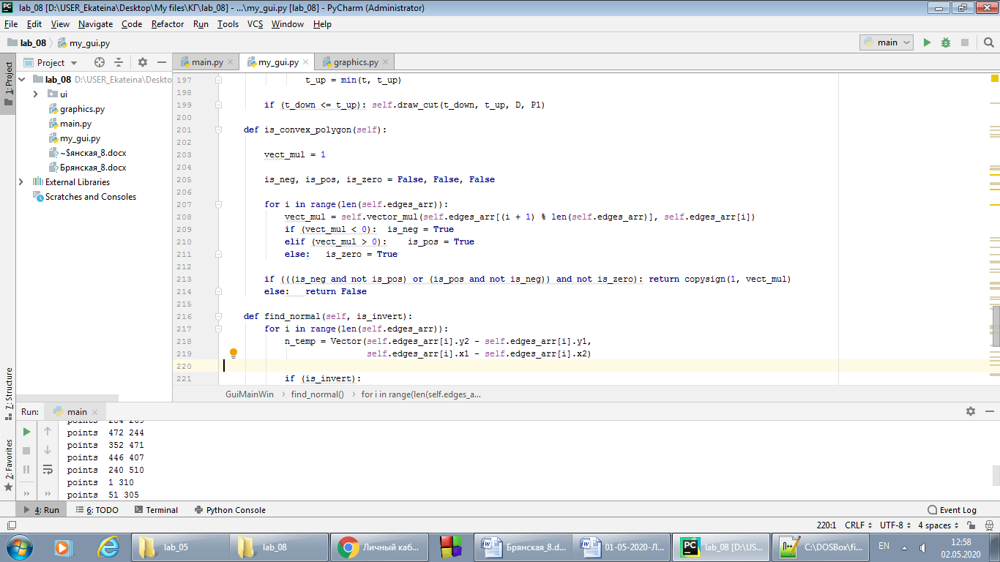 lab_08 [D:\USER_Ekateina\Desktop\My files\КГ\lab_08] - ...\my_gui.py [lab_08] - PyCharm (Administrator)
File Edit View Navigate Code Refactor Run Tools VCS Window Help
lab_08 my_gui.py main
1: Project
Project
main.py my_gui.py graphics.py
lab_08 D:\USER_Ekateina\Deskto
ui
graphics.py
main.py
my_gui.py
~$янская_8.docx
Брянская_8.docx
External Libraries
Scratches and Consoles
197 t_up = min(t, t_up)
198
199 if (t_down <= t_up): self.draw_cut(t_down, t_up, D, P1)
200
201 def is_convex_polygon(self):
202
203 vect_mul = 1
204
205 is_neg, is_pos, is_zero = False, False, False
206
207 for i in range(len(self.edges_arr)):
208 vect_mul = self.vector_mul(self.edges_arr[(i + 1) % len(self.edges_arr)], self.edges_arr[i])
209 if (vect_mul < 0): is_neg = True
210 elif (vect_mul > 0): is_pos = True
211 else: is_zero = True
212
213 if (((is_neg and not is_pos) or (is_pos and not is_neg)) and not is_zero): return copysign(1, vect_mul)
214 else: return False
215
216 def find_normal(self, is_invert):
217 for i in range(len(self.edges_arr)):
218 n_temp = Vector(self.edges_arr[i].y2 - self.edges_arr[i].y1,
219 self.edges_arr[i].x1 - self.edges_arr[i].x2)
220
221 if (is_invert):
GuiMainWin find_normal() for i in range(len(self.edges_a...
7: Structure
2: Favorites
Run: main
points 472 244
points 352 471
points 446 407
points 240 510
points 1 310
points 51 305
4: Run 6: TODO Terminal Python Console Event Log
220:1 CRLF UTF-8 4 spaces
lab_05 lab_08 Личный каб... Брянская_8.d... 01-05-2020-Л... lab_08 [D:\US... C:\DOSBox\fi... EN 12:58
02.05.2020